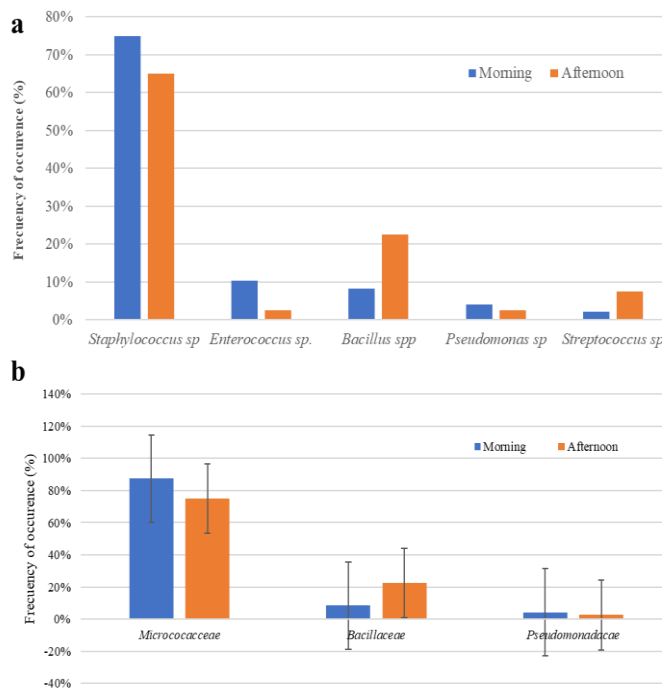 a
Frecuency of occurence (%)
80%
70%
60%
50%
40%
30%
20%
10%
0%
Morning Afternoon
Staphylococcus sp Enterococcus sp. Bacillus spp Pseudomonas sp Streptococcus sp
b
Frecuency of occurence (%)
140%
120%
100%
80%
60%
40%
20%
0%
-20%
-40%
Morning Afternoon
Micrococacceae Bacillaceae Pseudomonadacae